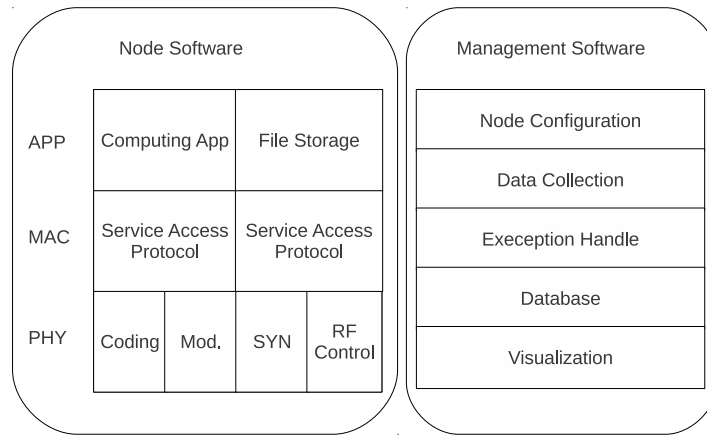 Node Software
APP
Computing App
File Storage
MAC
Service Access
Protocol
Service Access
Protocol
PHY
Coding
Mod.
SYN
RF
Control
Management Software
Node Configuration
Data Collection
Exeception Handle
Database
Visualization